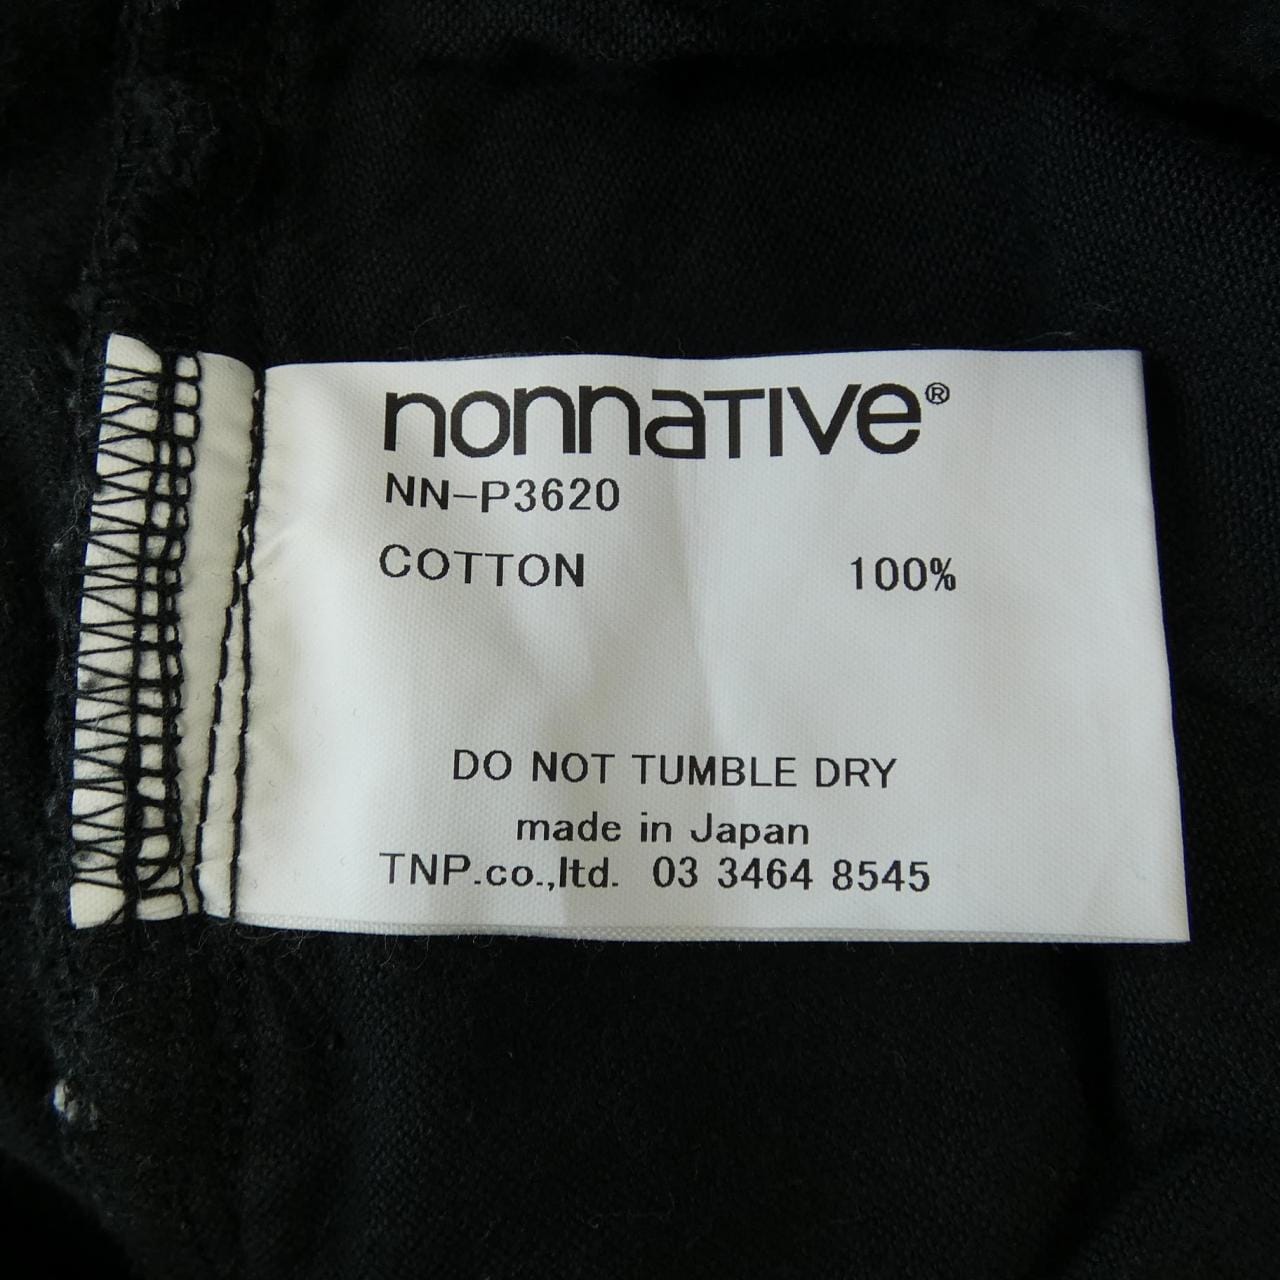 nonnative®
NN-P3620
COTTON 100%
DO NOT TUMBLE DRY
made in Japan
TNP.co.,ltd. 03 3464 8545